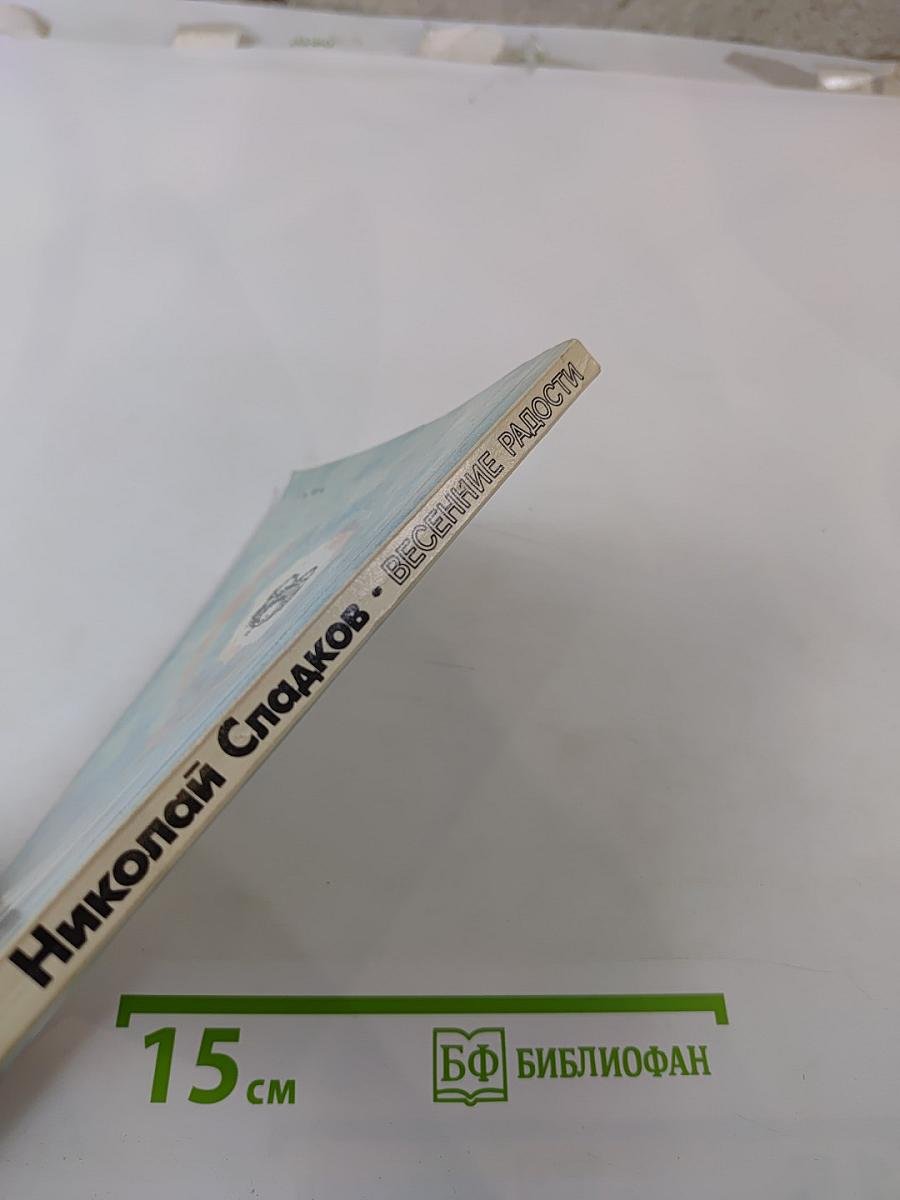 Николай Сладков · ВЕСЕННИЕ РАДОСТИ
15 см
БФ БИБЛИОФАН